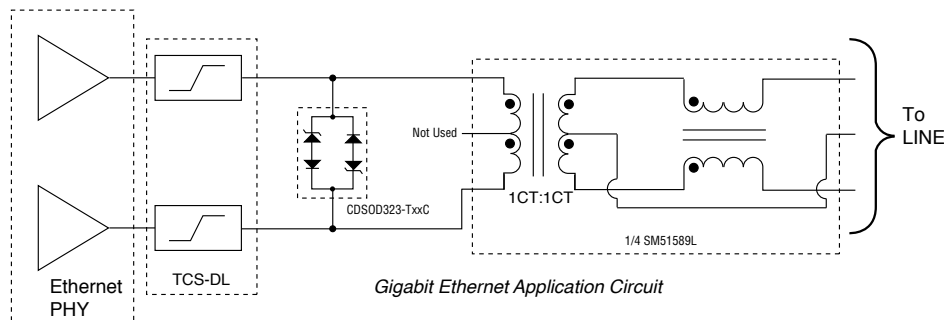 To
LINE
Not Used
1CT:1CT
CDSOD323-TxxC
1/4 SM51589L
TCS-DL
Ethernet
PHY
Gigabit Ethernet Application Circuit